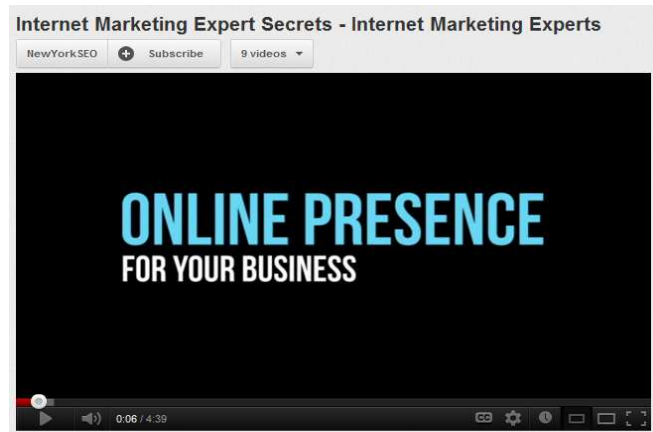 Internet Marketing Expert Secrets - Internet Marketing Experts
NewYorkSEO Subscribe 9 videos
ONLINE PRESENCE
FOR YOUR BUSINESS
0:06 / 4:39 CC